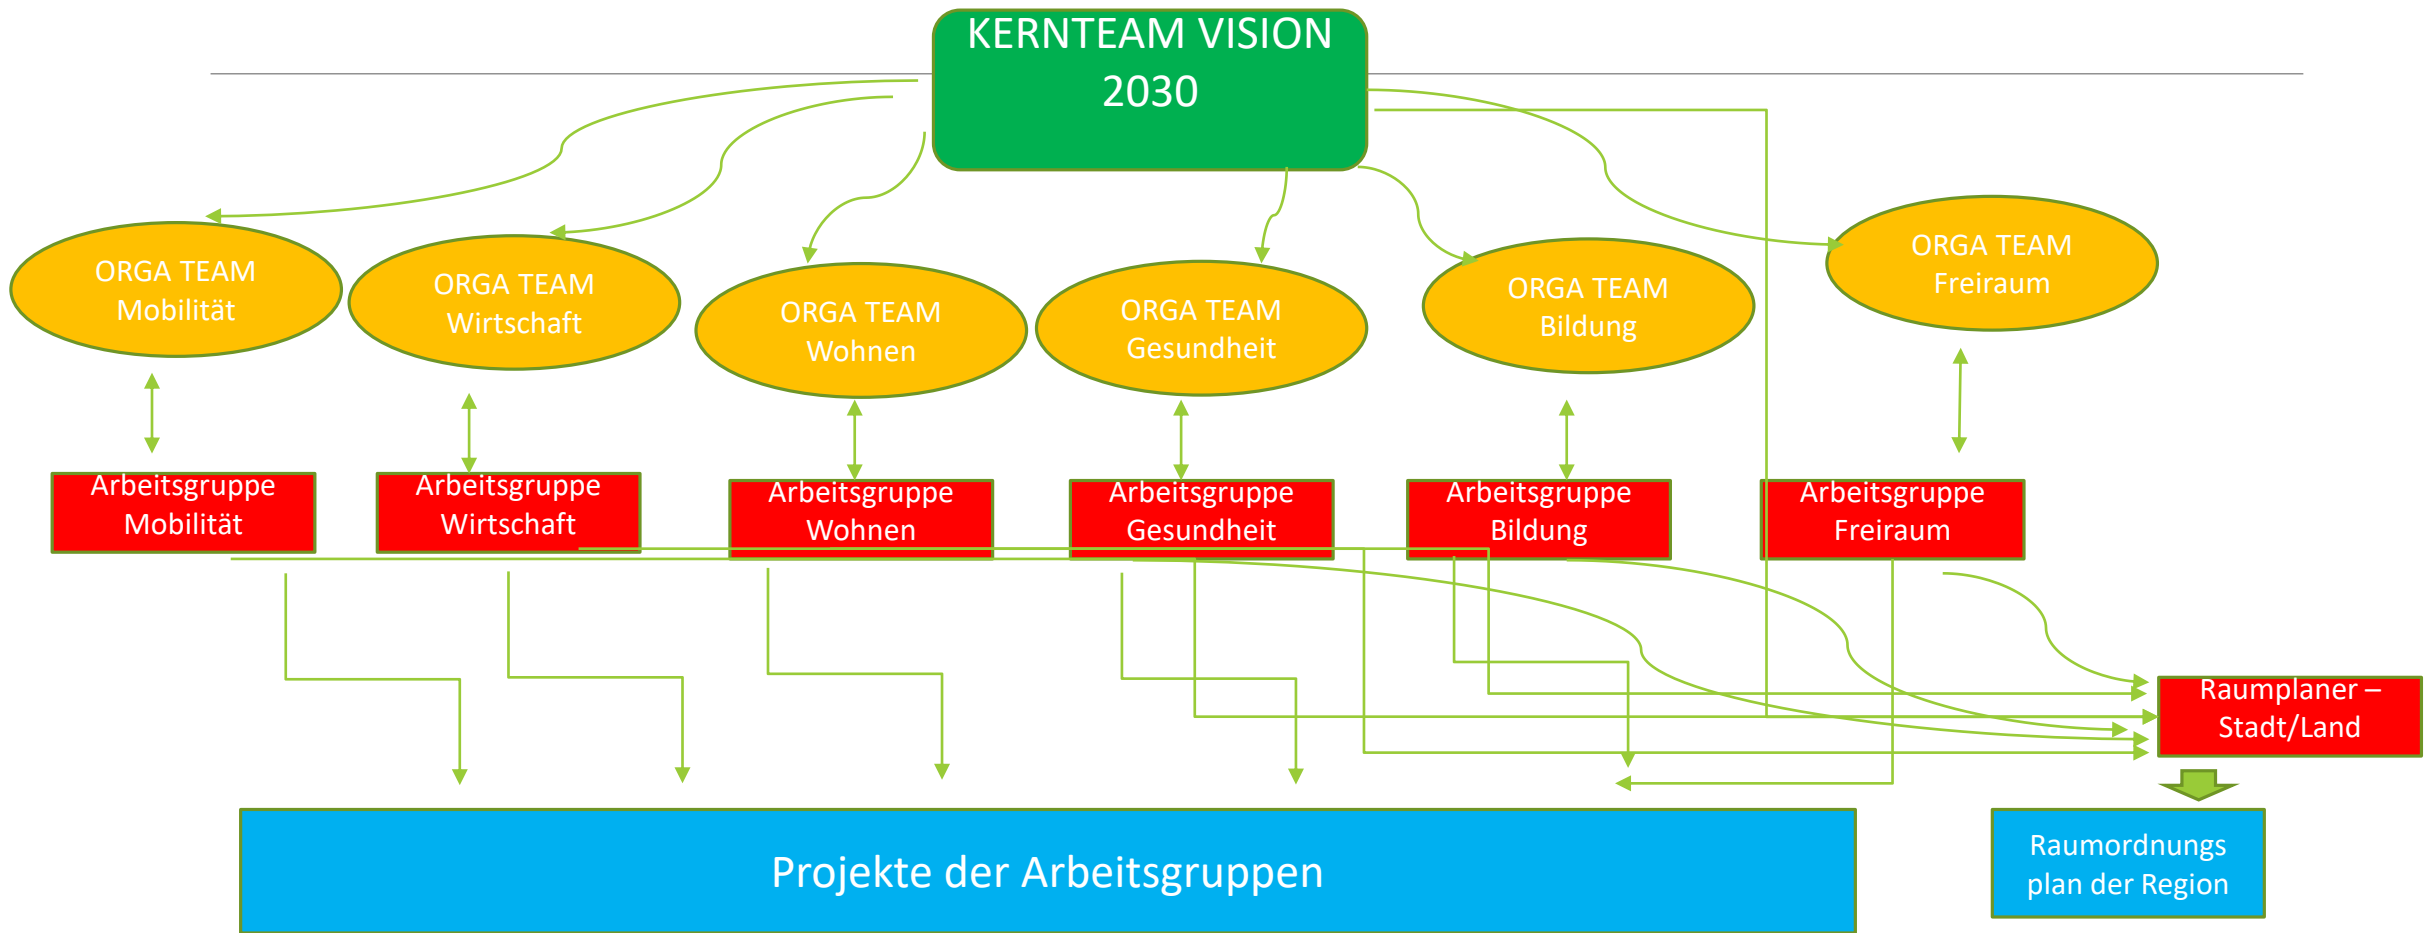 KERNTEAM VISION
2030
ORGA TEAM
Mobilität
ORGA TEAM
Wirtschaft
ORGA TEAM
Wohnen
ORGA TEAM
Gesundheit
ORGA TEAM
Bildung
ORGA TEAM
Freiraum
Arbeitsgruppe
Mobilität
Arbeitsgruppe
Wirtschaft
Arbeitsgruppe
Wohnen
Arbeitsgruppe
Gesundheit
Arbeitsgruppe
Bildung
Arbeitsgruppe
Freiraum
Raumplaner –
Stadt/Land
Projekte der Arbeitsgruppen
Raumordnungs
plan der Region